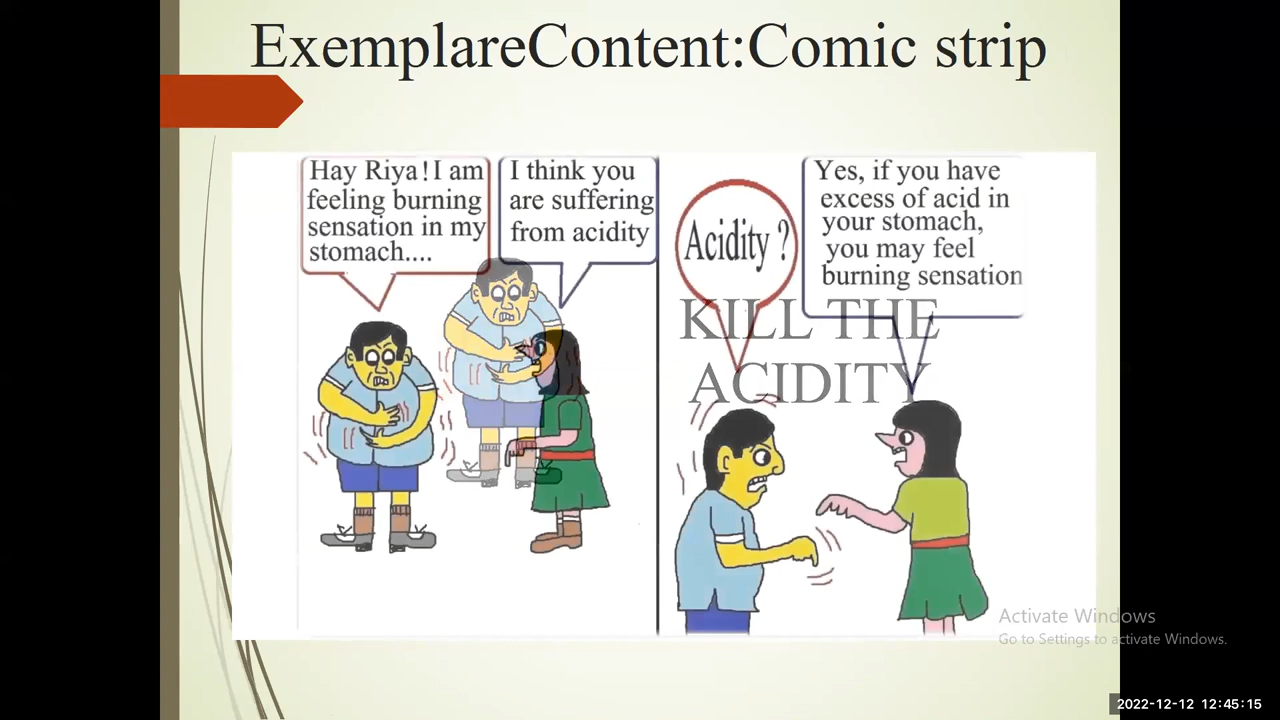 ExemplareContent:Comic strip
Hay Riya! I am
feeling burning
sensation in my
stomach....
I think you
are suffering
from acidity
Acidity ?
Yes, if you have
excess of acid in
your stomach,
you may feel
burning sensation
KILL THE
ACIDITY
Activate Windows
Go to Settings to activate Windows.
2022-12-12 12:45:15